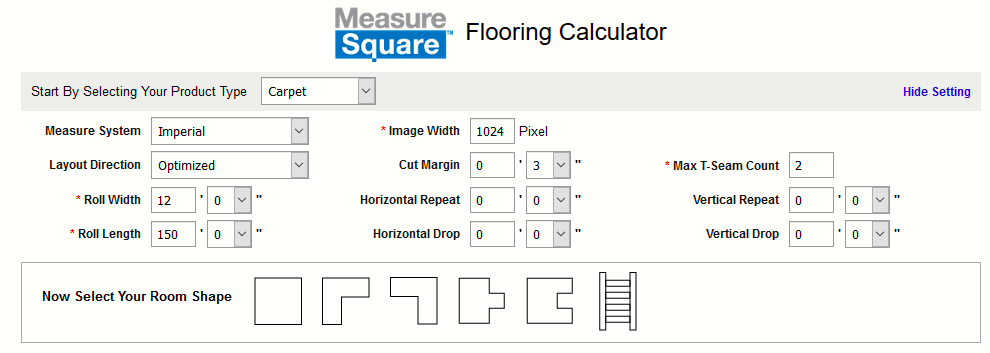 Measure
Square™ Flooring Calculator
Start By Selecting Your Product Type Carpet Hide Setting
Measure System Imperial * Image Width 1024 Pixel
Layout Direction Optimized Cut Margin 0 ' 3 " * Max T-Seam Count 2
* Roll Width 12 ' 0 " Horizontal Repeat 0 ' 0 " Vertical Repeat 0 ' 0 "
* Roll Length 150 ' 0 " Horizontal Drop 0 ' 0 " Vertical Drop 0 ' 0 "
Now Select Your Room Shape